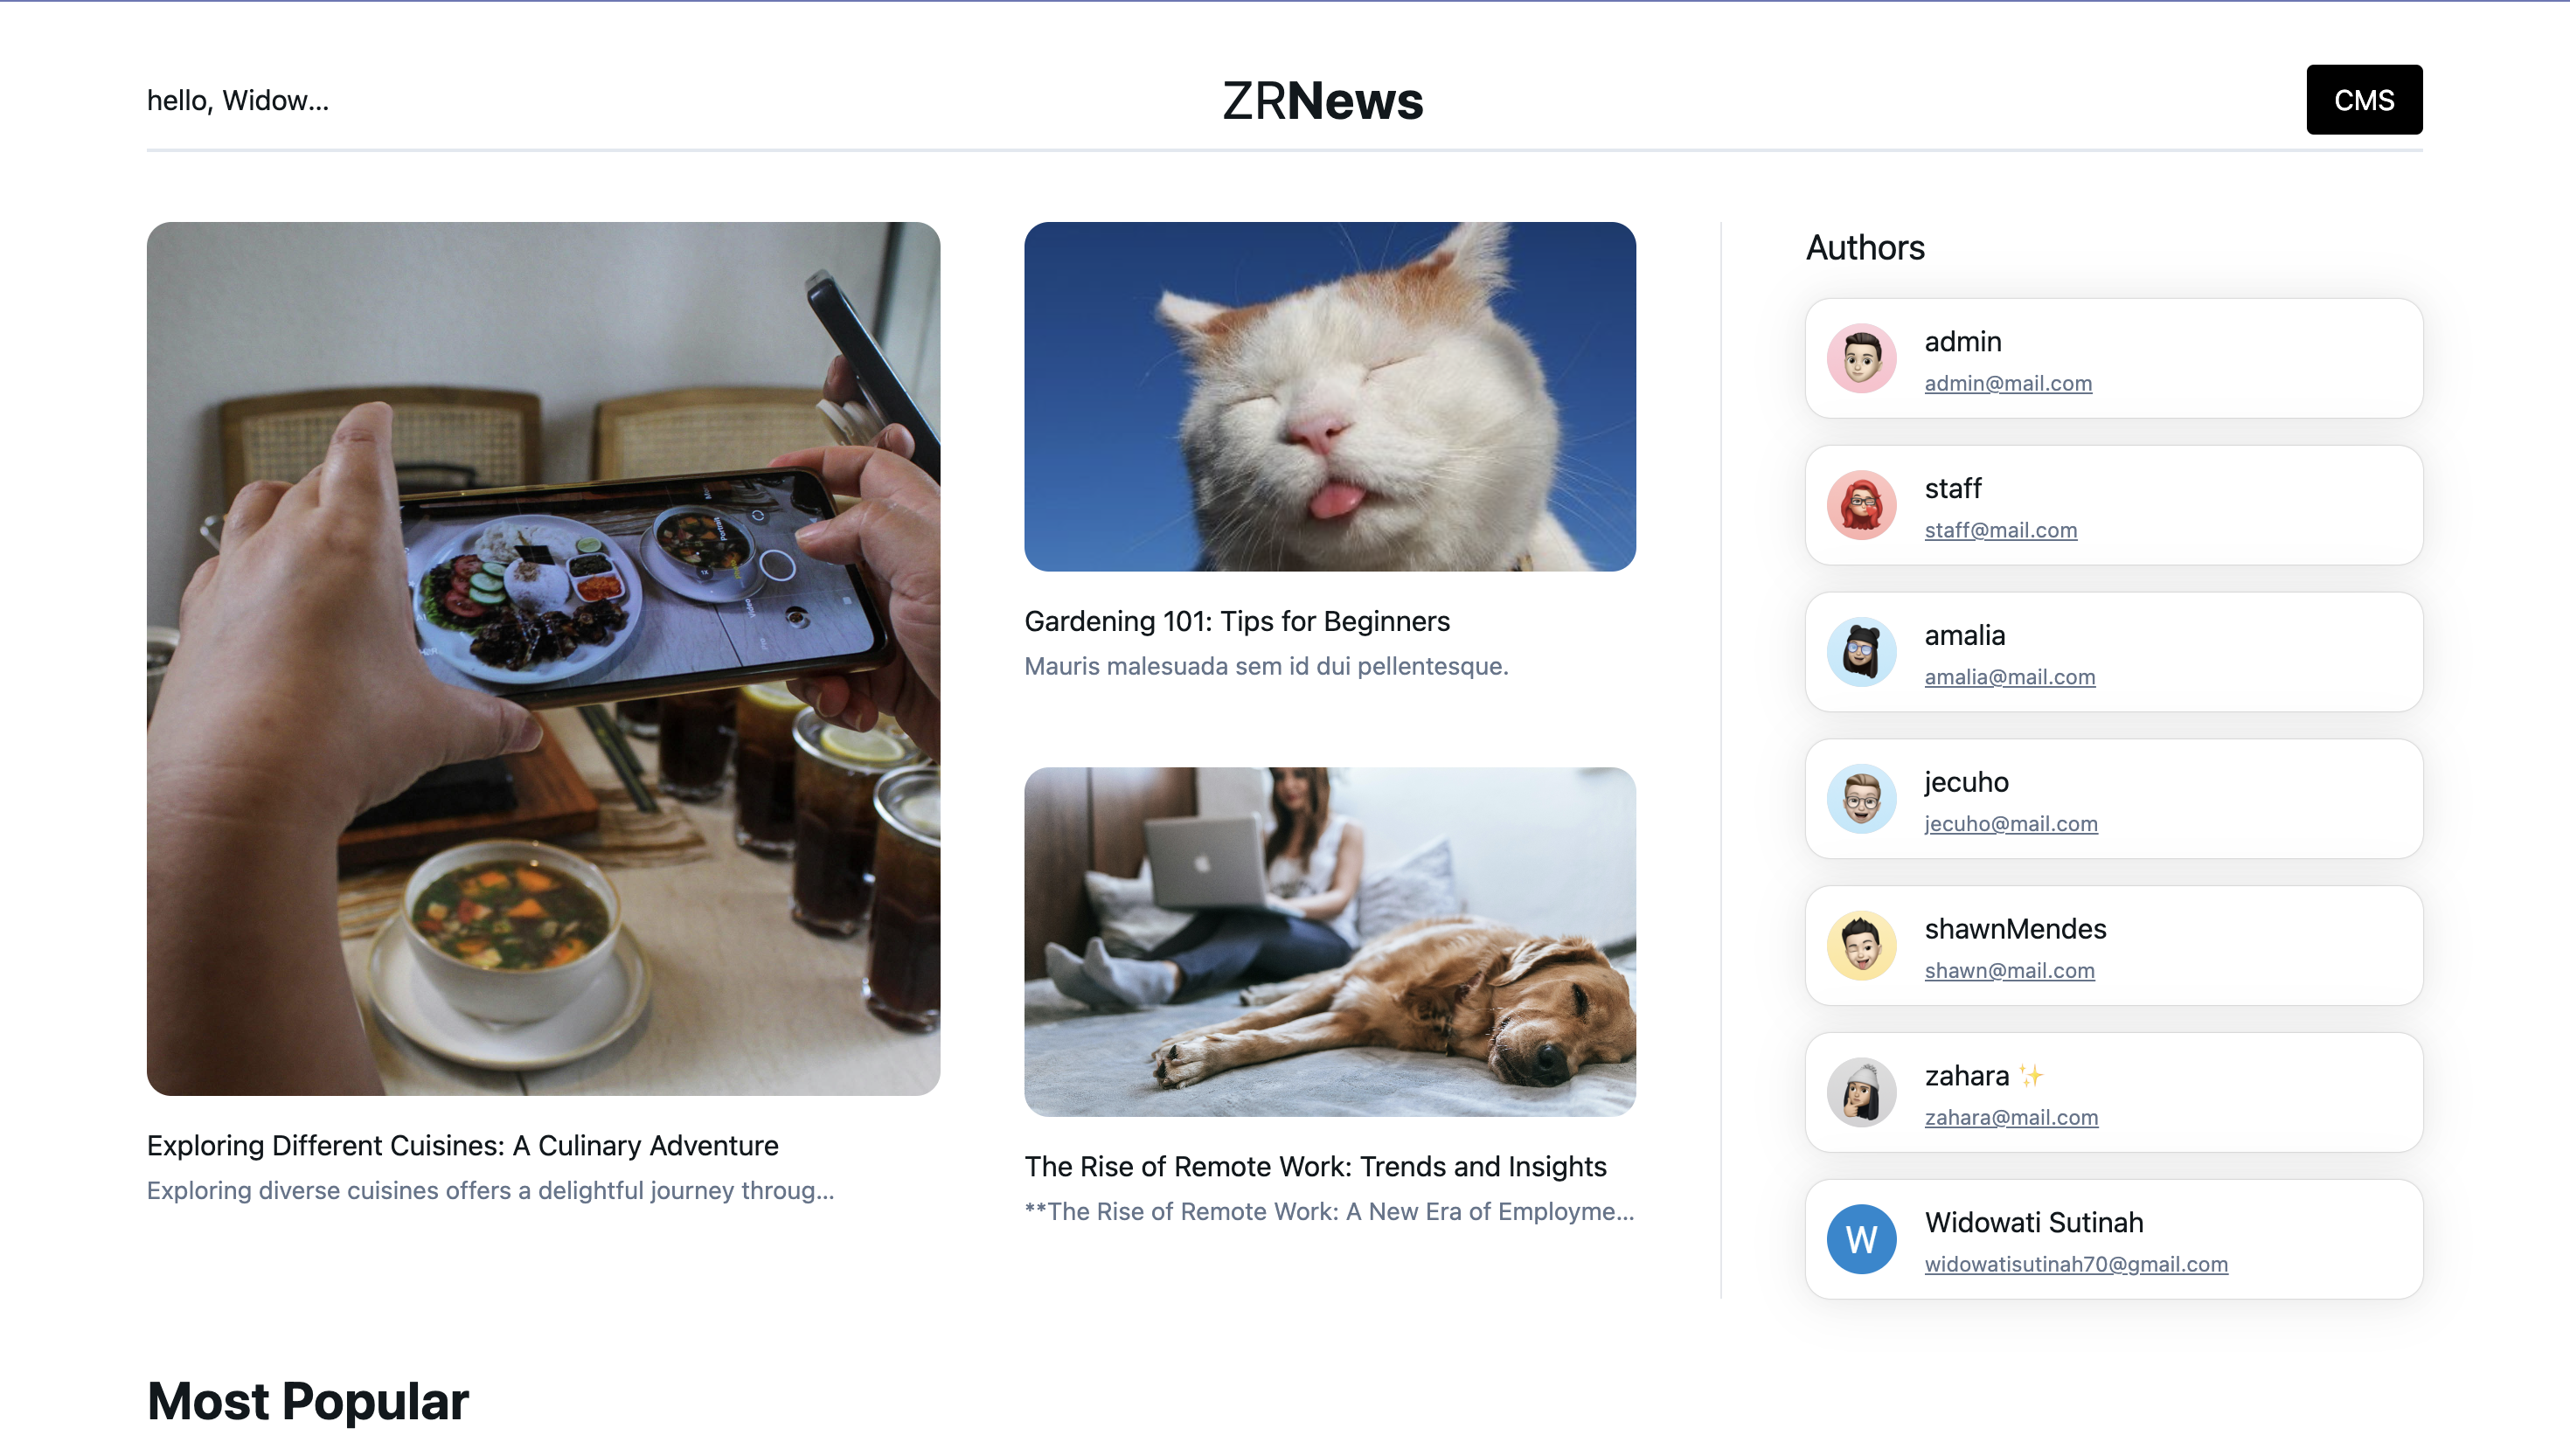 hello, Widow...
ZRNews
CMS
Exploring Different Cuisines: A Culinary Adventure
Exploring diverse cuisines offers a delightful journey throug...
Gardening 101: Tips for Beginners
Mauris malesuada sem id dui pellentesque.
The Rise of Remote Work: Trends and Insights
**The Rise of Remote Work: A New Era of Employme...
Authors
admin
admin@mail.com
staff
staff@mail.com
amalia
amalia@mail.com
jecuho
jecuho@mail.com
shawnMendes
shawn@mail.com
zahara ✨
zahara@mail.com
W
Widowati Sutinah
widowatisutinah70@gmail.com
Most Popular